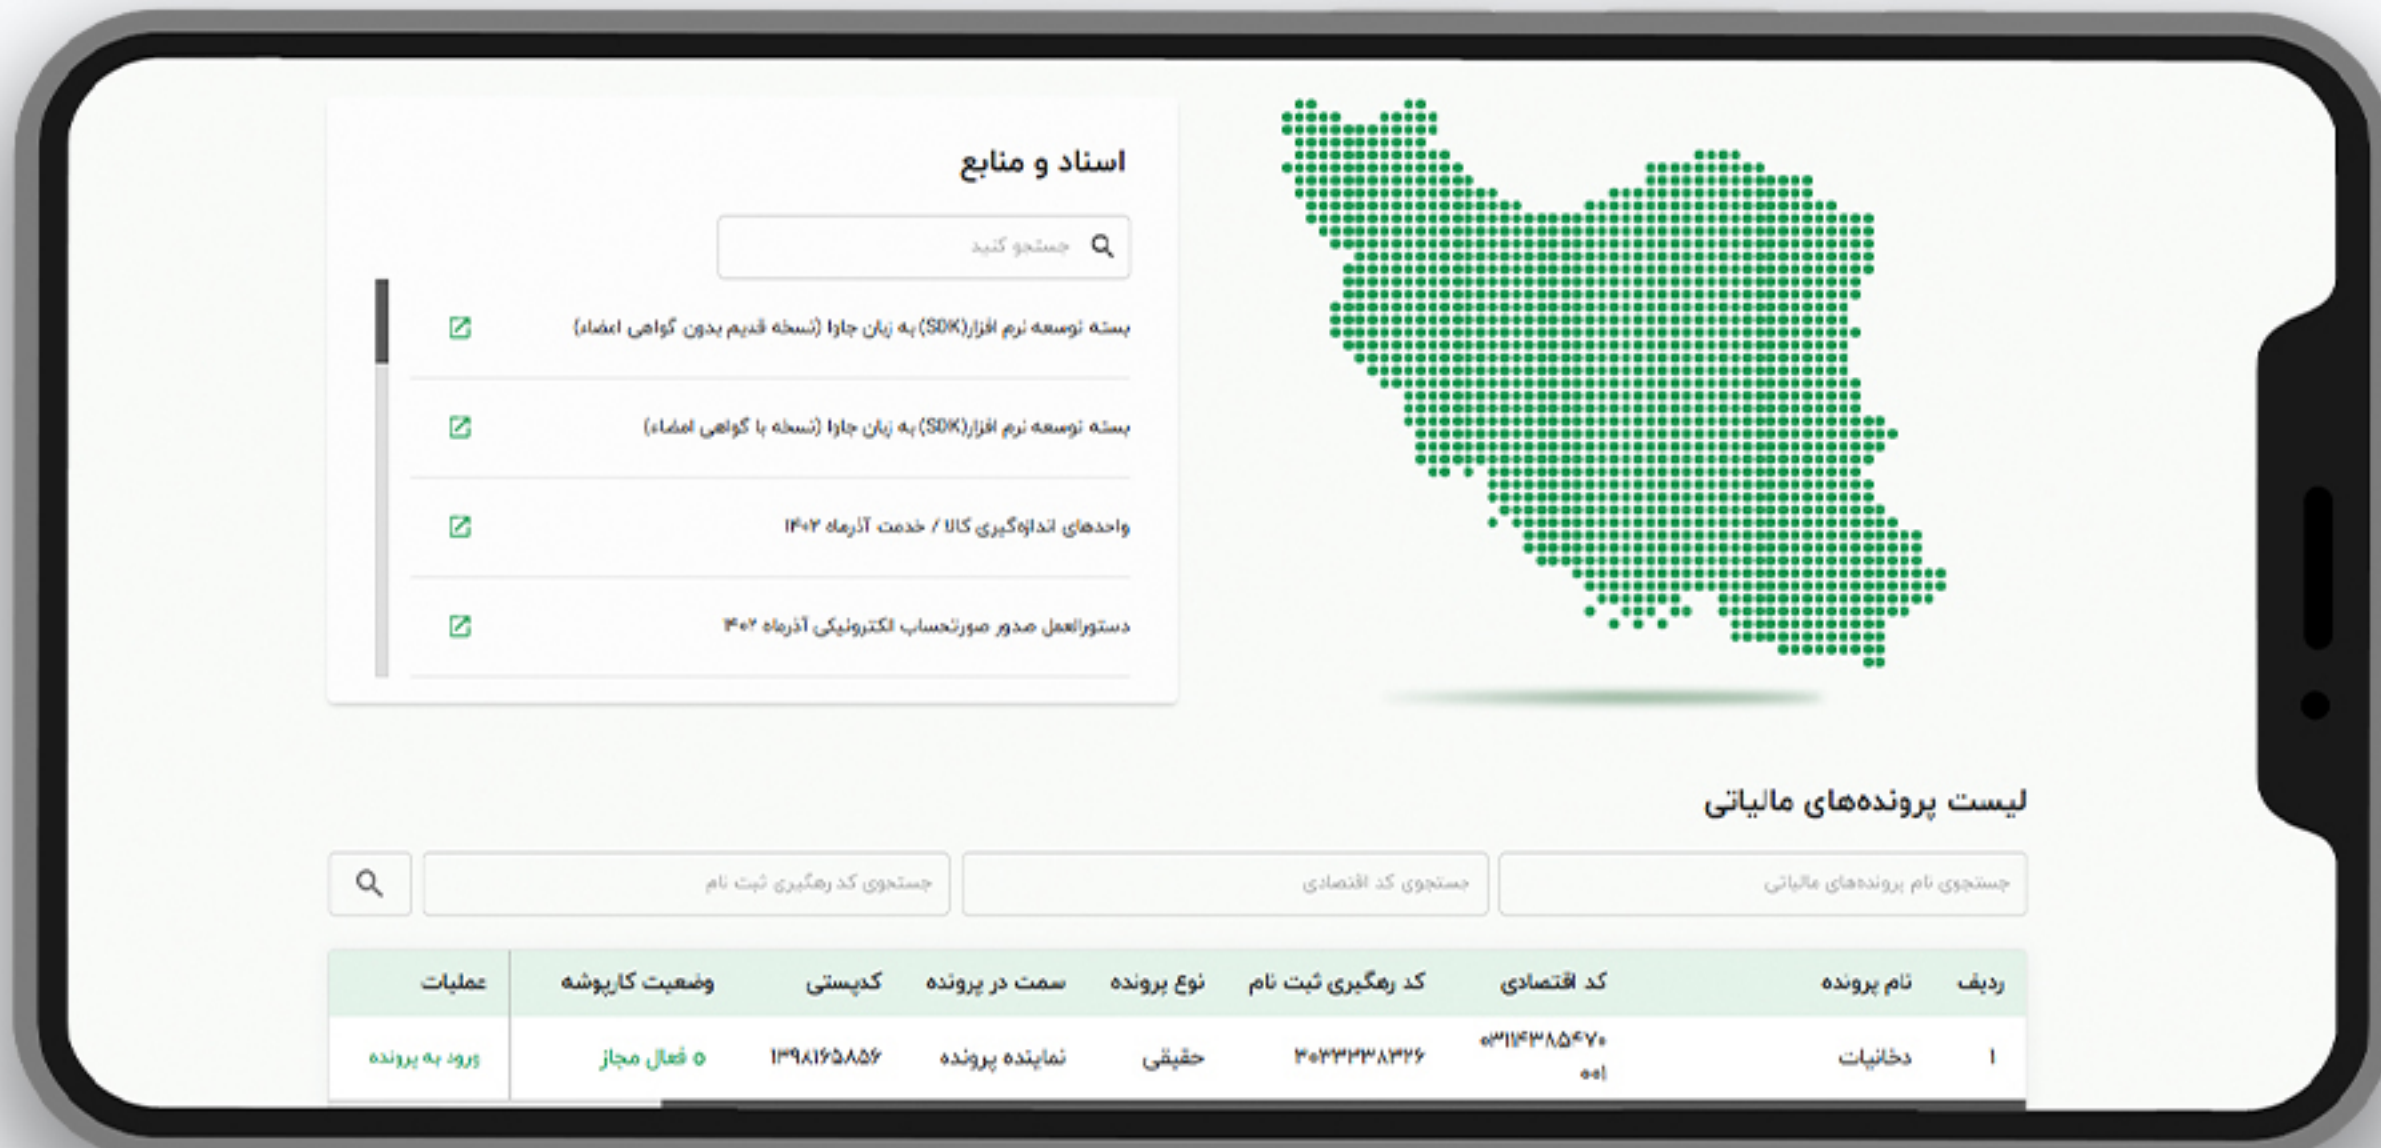 اسناد و منابع
جستجو کنید
بسته توسعه نرم افزار(SDK) به زبان جاوا (نسخه قدیم بدون گواهی امضاء)
بسته توسعه نرم افزار(SDK) به زبان جاوا (نسخه با گواهی امضاء)
واحدهای اندازه‌گیری کالا / خدمت آذرماه ۱۴۰۲
دستورالعمل صدور صورتحساب الکترونیکی آذرماه ۱۴۰۲
لیست پرونده‌های مالیاتی
جستجوی نام پرونده‌های مالیاتی جستجوی کد اقتصادی جستجوی کد رهگیری ثبت نام
ردیف نام پرونده کد اقتصادی کد رهگیری ثبت نام نوع پرونده سمت در پرونده کدپستی وضعیت کارپوشه عملیات
۱ دخانیات ۰۳۱۱۴۳۸۵۴۷۰ حقیقی نماینده پرونده ۱۳۹۸۱۶۵۸۵۶ فعال مجاز ورود به پرونده
۰۰۱